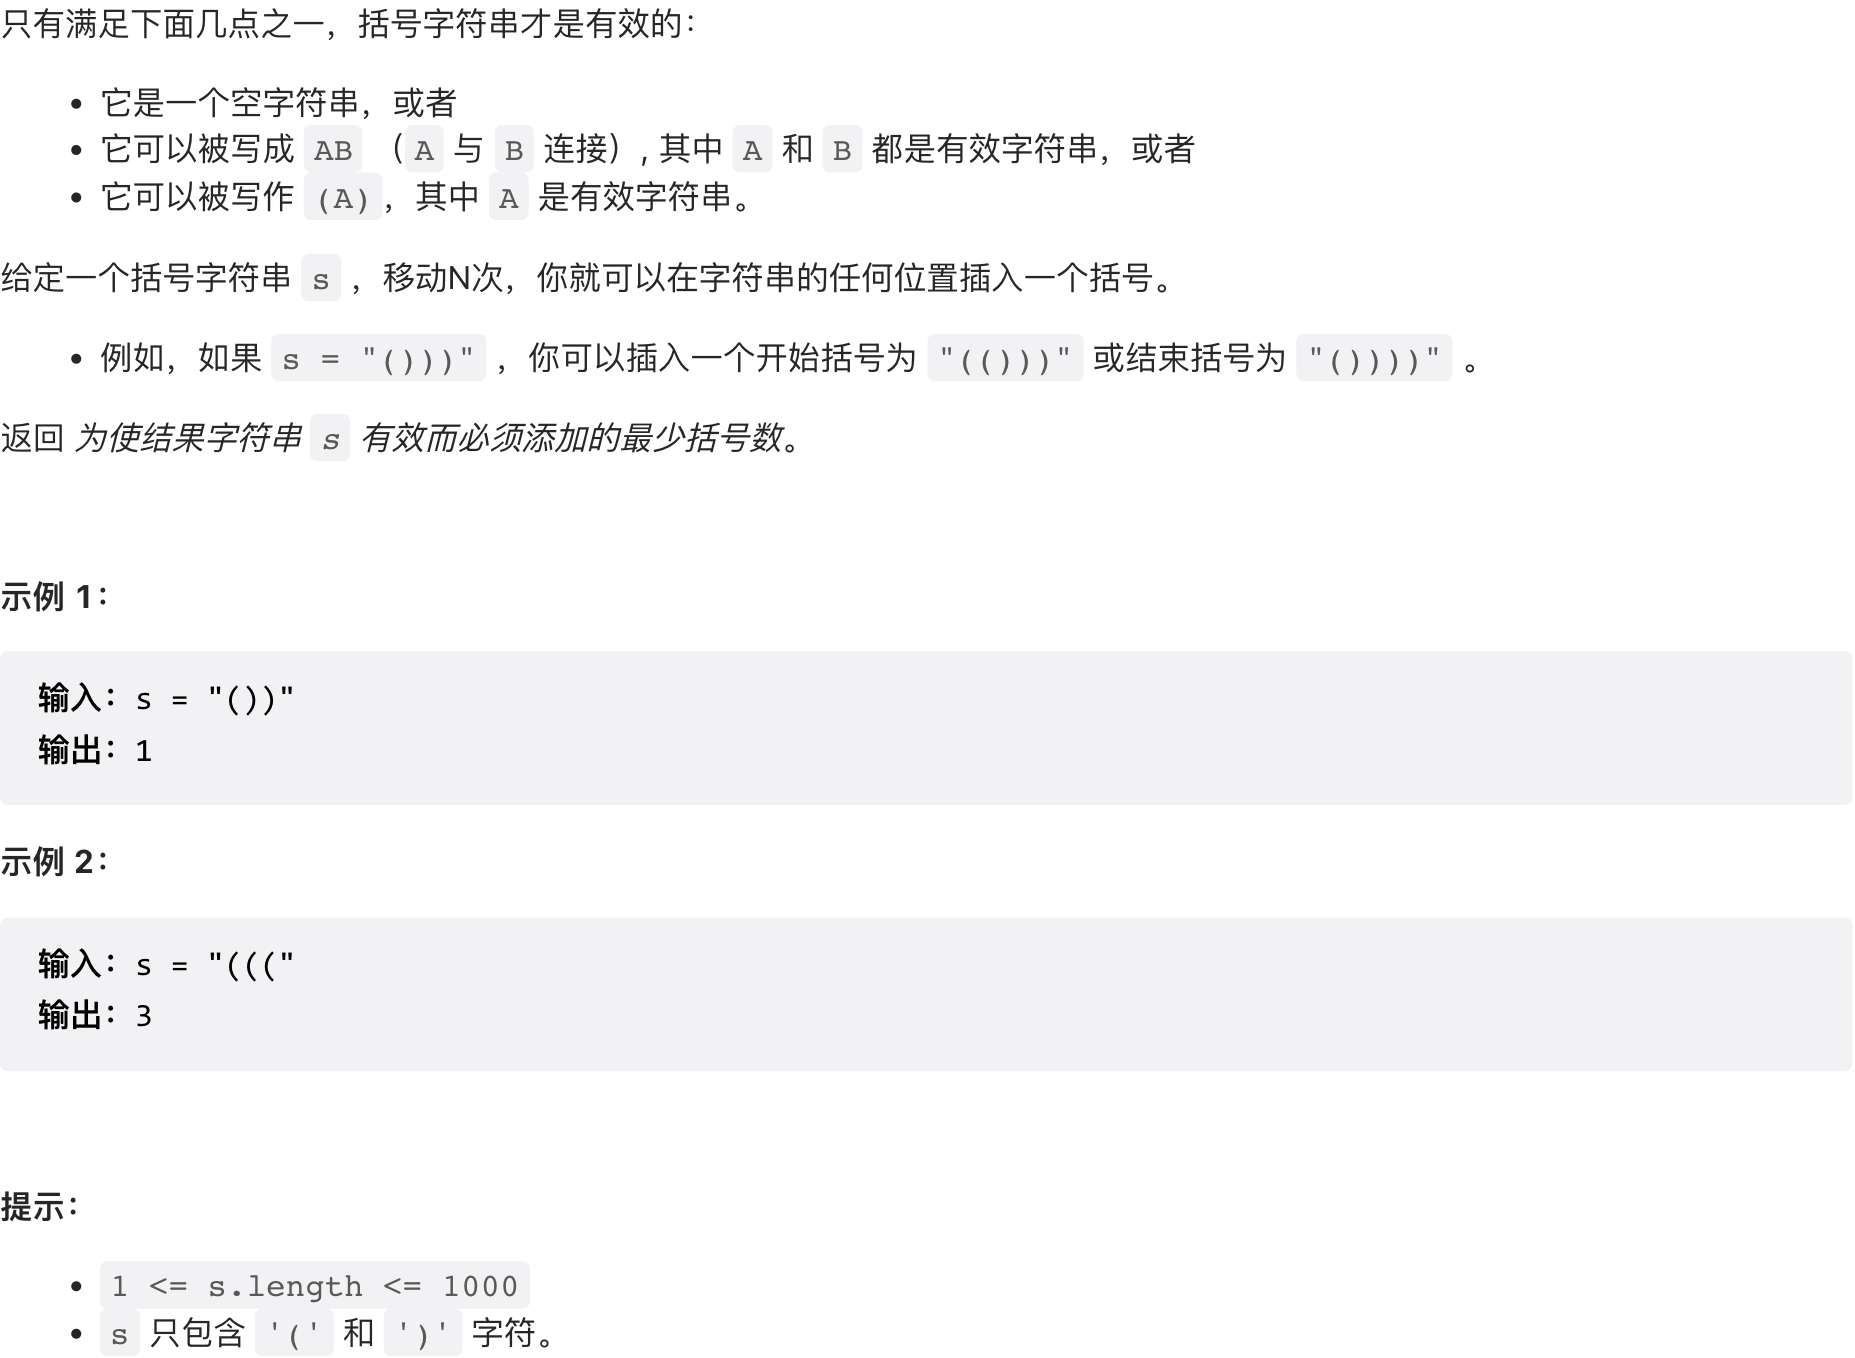 只有满足下面几点之一，括号字符串才是有效的：
• 它是一个空字符串，或者
• 它可以被写成 AB （A 与 B 连接）, 其中 A 和 B 都是有效字符串，或者
• 它可以被写作 (A)，其中 A 是有效字符串。
给定一个括号字符串 s ，移动N次，你就可以在字符串的任何位置插入一个括号。
• 例如，如果 s = "()))" ，你可以插入一个开始括号为 "(()))" 或结束括号为 "())))" 。
返回 为使结果字符串 s 有效而必须添加的最少括号数。
示例 1：
输入：s = "())"
输出：1
示例 2：
输入：s = "((("
输出：3
提示：
• 1 <= s.length <= 1000
• s 只包含 '(' 和 ')' 字符。